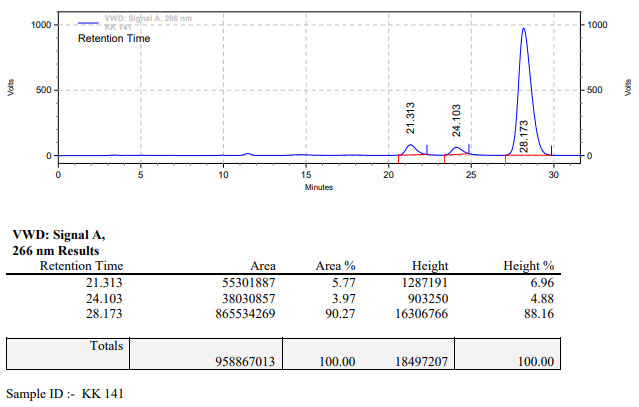 VWD: Signal A, 266 nm
KK 141
Retention Time
1000
500
0
Volts
1000
500
0
Volts
21.313
24.103
28.173
0 5 10 15 20 25 30
Minutes
VWD: Signal A,
266 nm Results
Retention Time Area Area % Height Height %
21.313 55301887 5.77 1287191 6.96
24.103 38030857 3.97 903250 4.88
28.173 865534269 90.27 16306766 88.16
Totals
958867013 100.00 18497207 100.00
Sample ID :- KK 141